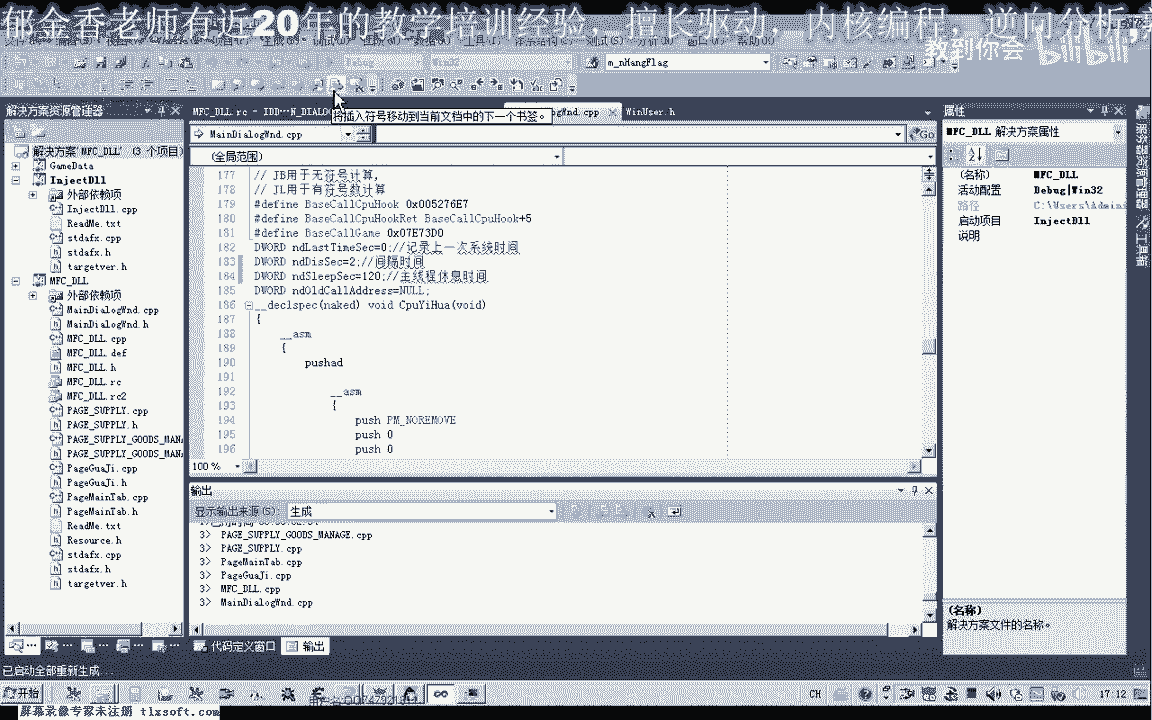 郁金香老师有近20年的教学培训经验，擅长驱动，内核编程，逆向分析,
教到你会 bilibili
m_nHangFlag
将插入符号移动到当前文档中的下一个书签。
解决方案资源管理器
解决方案"MFC_DLL" (3 个项目)
GameData
InjectDll
外部依赖项
InjectDll.cpp
ReadMe.txt
stdafx.cpp
stdafx.h
targetver.h
MFC_DLL
外部依赖项
MainDialogWnd.cpp
MainDialogWnd.h
MFC_DLL.cpp
MFC_DLL.def
MFC_DLL.h
MFC_DLL.rc
MFC_DLL.rc2
PAGE_SUPPLY.cpp
PAGE_SUPPLY.h
PAGE_SUPPLY_GOODS_MANA
PAGE_SUPPLY_GOODS_MANA
PageGuaJi.cpp
PageGuaJi.h
PageMainTab.cpp
PageMainTab.h
ReadMe.txt
Resource.h
stdafx.cpp
stdafx.h
targetver.h
MFC_DLL.rc - IDD...N_DIALO
ogWnd.cpp
WinUser.h
MainDialogWnd.cpp
Go
(全局范围)
177 // JB用于无符号计算,
178 // JL用于有符号数计算
179 #define BaseCallCpuHook 0x005276E7
180 #define BaseCallCpuHookRet BaseCallCpuHook+5
181 #define BaseCallGame 0x07E73D0
182 DWORD ndLastTimeSec=0;//记录上一次系统时间
183 DWORD ndDisSec=2;//间隔时间
184 DWORD ndSleepSec=120;//主线程休息时间
185 DWORD ndOldCallAddress=NULL;
186 __declspec(naked) void CpuYiHua(void)
187 {
188 __asm
189 {
190 pushad
191
192 __asm
193 {
194 push PM_NOREMOVE
195 push 0
196 push 0
100 %
输出
显示输出来源(S): 生成
3> PAGE_SUPPLY_GOODS_MANAGE.cpp
3> PAGE_SUPPLY.cpp
3> PageMainTab.cpp
3> PageGuaJi.cpp
3> MFC_DLL.cpp
3> MainDialogWnd.cpp
代码定义窗口 输出
属性
MFC_DLL 解决方案属性
(名称) MFC_DLL
活动配置 Debug|Win32
路径 C:\Users\Admini
启动项目 InjectDll
说明
(名称)
解决方案文件的名称。
服务器资源管理器
工具箱
已启动全部重新生成...
开始
CH
17:12
屏幕录像专家未注册 tlxsoft.com